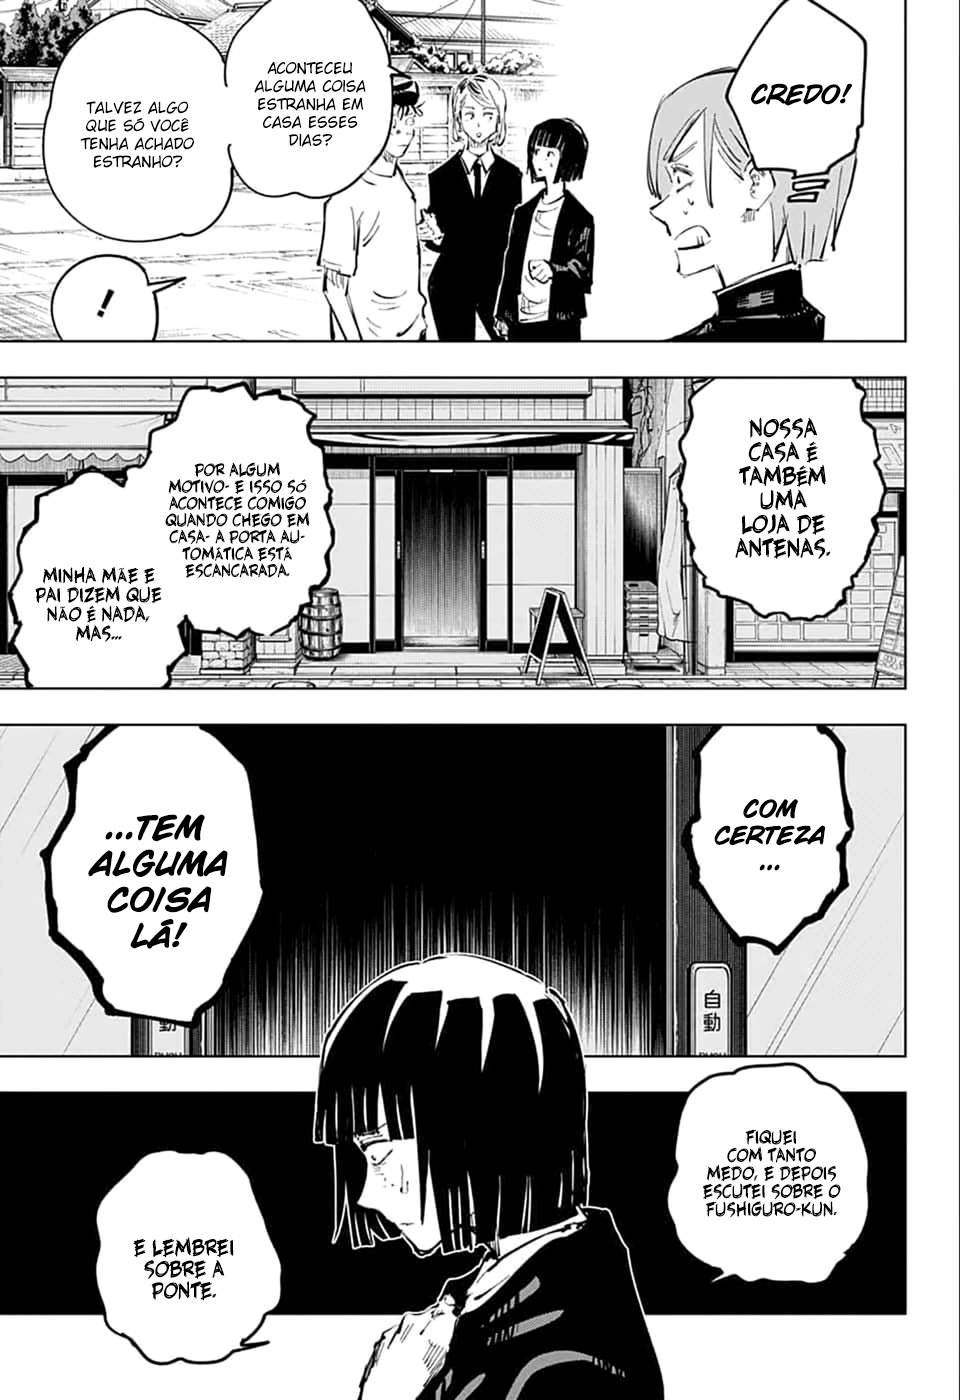 CREDO!
ACONTECEU
ALGUMA COISA
ESTRANHA EM
CASA ESSES
DIAS?
TALVEZ ALGO
QUE SÓ VOCÊ
TENHA ACHADO
ESTRANHO?
!
NOSSA
CASA É
TAMBÉM
UMA
LOJA DE
ANTENAS.
POR ALGUM
MOTIVO- E ISSO SÓ
ACONTECE COMIGO
QUANDO CHEGO EM
CASA- A PORTA AU-
TOMÁTICA ESTÁ
ESCANCARADA.
MINHA MÃE E
PAI DIZEM QUE
NÃO É NADA,
MAS...
COM
CERTEZA
...
...TEM
ALGUMA
COISA
LÁ!
自動
動
FIQUEI
COM TANTO
MEDO, E DEPOIS
ESCUTEI SOBRE O
FUSHIGURO-KUN.
E LEMBREI
SOBRE A
PONTE.